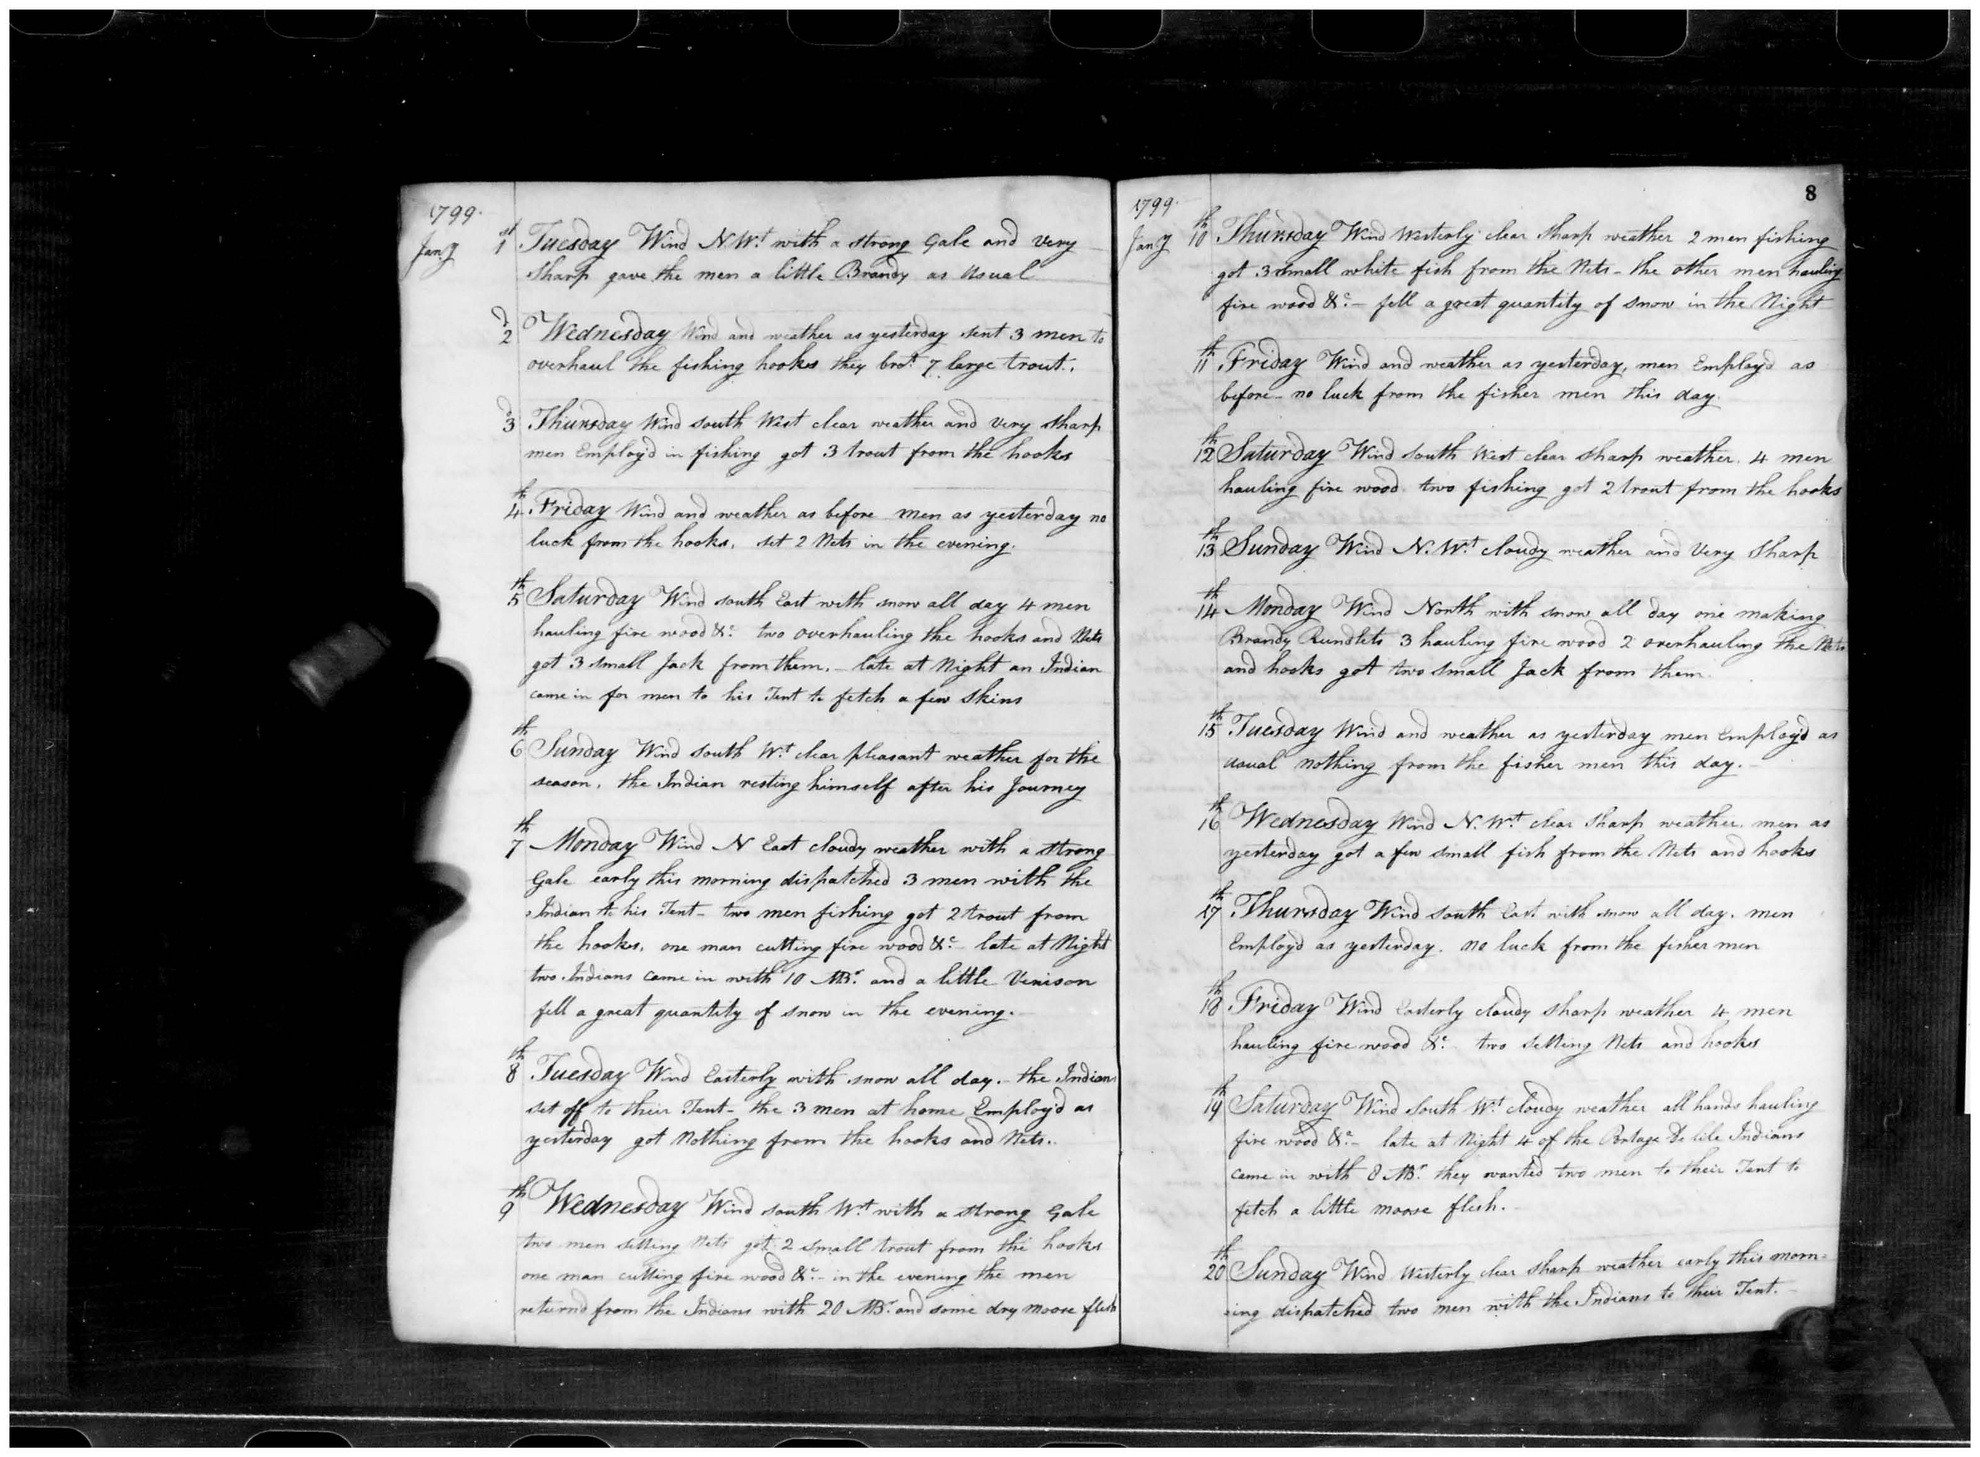 1799.
Jany 1st Tuesday Wind N.Wt with a strong Gale and very
sharp gave the men a little Brandy as usual
2d Wednesday Wind and weather as yesterday sent 3 men to
overhaul the fishing hooks they brot 7 large trout.
3d Thursday Wind south West clear weather and very sharp
men Employ'd in fishing got 3 trout from the hooks
4th Friday Wind and weather as before men as yesterday no
luck from the hooks, set 2 Nets in the evening.
5th Saturday Wind south East with snow all day 4 men
hauling fire wood &c. two overhauling the hooks and Nets
got 3 small Jack from them. - late at Night an Indian
came in for men to his Tent to fetch a few skins
6th Sunday Wind south Wt clear pleasant weather for the
season, the Indian resting himself after his Journey
7th Monday Wind N East cloudy weather with a strong
Gale early this morning dispatched 3 men with the
Indian to his Tent - two men fishing got 2 trout from
the hooks, one man cutting fire wood &c - late at Night
two Indians came in with 10 MBr. and a little Venison
fell a great quantity of snow in the evening.
8th Tuesday Wind Easterly with snow all day. - the Indians
set off to their Tent - the 3 men at home Employ'd as
yesterday got Nothing from the hooks and Nets.
9th Wednesday Wind south Wt with a strong Gale
two men setting Nets got 2 small trout from the hooks
one man cutting fire wood &c - in the evening the men
return'd from the Indians with 20 MBr. and some dry moose flesh
8
1799.
Jany 10th Thursday Wind Westerly clear sharp weather 2 men fishing
got 3 small white fish from the Nets - the other men hauling
fire wood &c. - fell a great quantity of snow in the Night
11th Friday Wind and weather as yesterday, men Employ'd as
before - no luck from the fisher men this day.
12th Saturday Wind south West clear sharp weather. 4 men
hauling fire wood two fishing got 2 trout from the hooks
13th Sunday Wind N.Wt cloudy weather and very sharp
14th Monday Wind North with snow all day one making
Brandy Rundlets 3 hauling fire wood 2 overhauling the Nets
and hooks got two small Jack from them.
15th Tuesday Wind and weather as yesterday men Employ'd as
usual nothing from the fisher men this day. -
16th Wednesday Wind N.Wt clear sharp weather. men as
yesterday got a few small fish from the Nets and hooks
17th Thursday Wind south East with snow all day. men
Employ'd as yesterday. no luck from the fisher men
18th Friday Wind Easterly cloudy sharp weather 4 men
hauling fire wood &c. two setting Nets and hooks
19th Saturday Wind South Wt cloudy weather all hands hauling
fire wood &c - late at Night 4 of the Portage De lile Indians
came in with 8 MBr. they wanted two men to their Tent to
fetch a little moose flesh. -
20th Sunday Wind Westerly clear sharp weather early this morn=
=ing dispatched two men with the Indians to their Tent. -